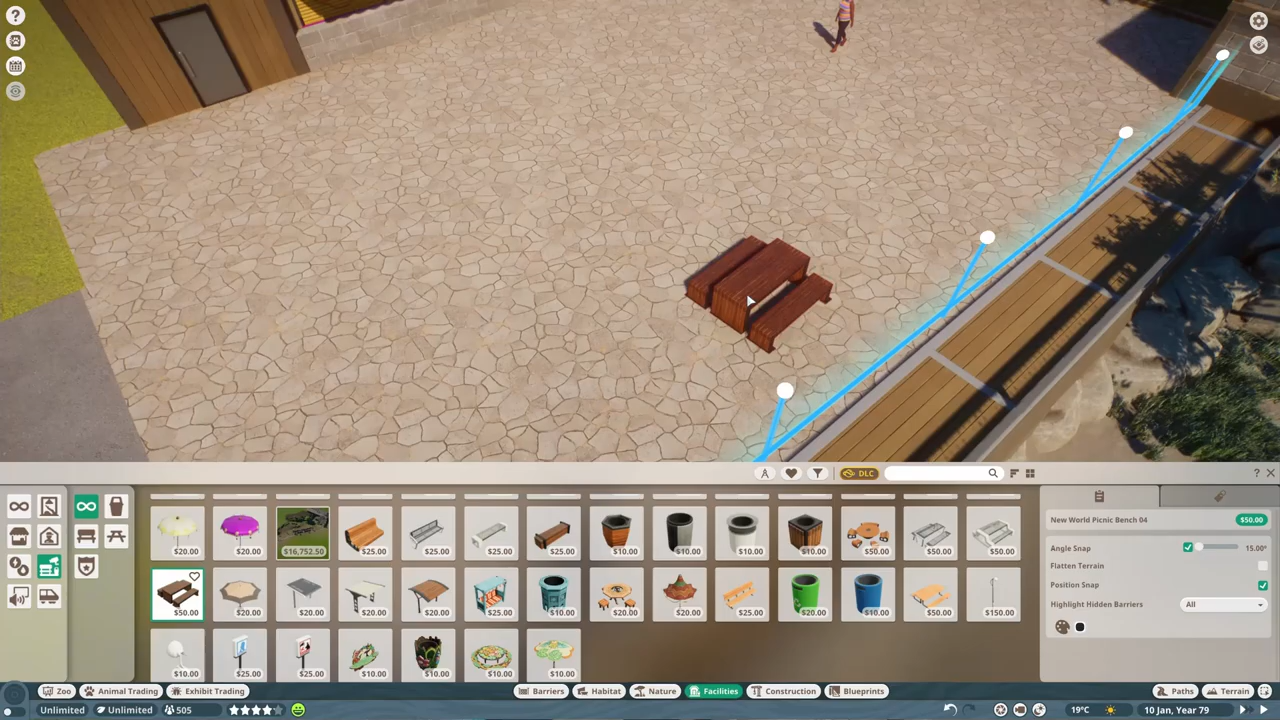 DLC
?
$20.00 $20.00 $16,752.50 $25.00 $25.00 $25.00 $25.00 $10.00 $10.00 $10.00 $10.00 $50.00 $50.00 $50.00
$50.00 $20.00 $20.00 $20.00 $20.00 $25.00 $10.00 $50.00 $20.00 $25.00 $10.00 $10.00 $50.00 $150.00
$10.00 $25.00 $25.00 $10.00 $10.00 $10.00 $10.00
New World Picnic Bench 04 $50.00
Angle Snap 15.00°
Flatten Terrain
Position Snap
Highlight Hidden Barriers All
Zoo Animal Trading Exhibit Trading Barriers Habitat Nature Facilities Construction Blueprints Paths Terrain
Unlimited Unlimited 505 19°C 10 Jan, Year 79